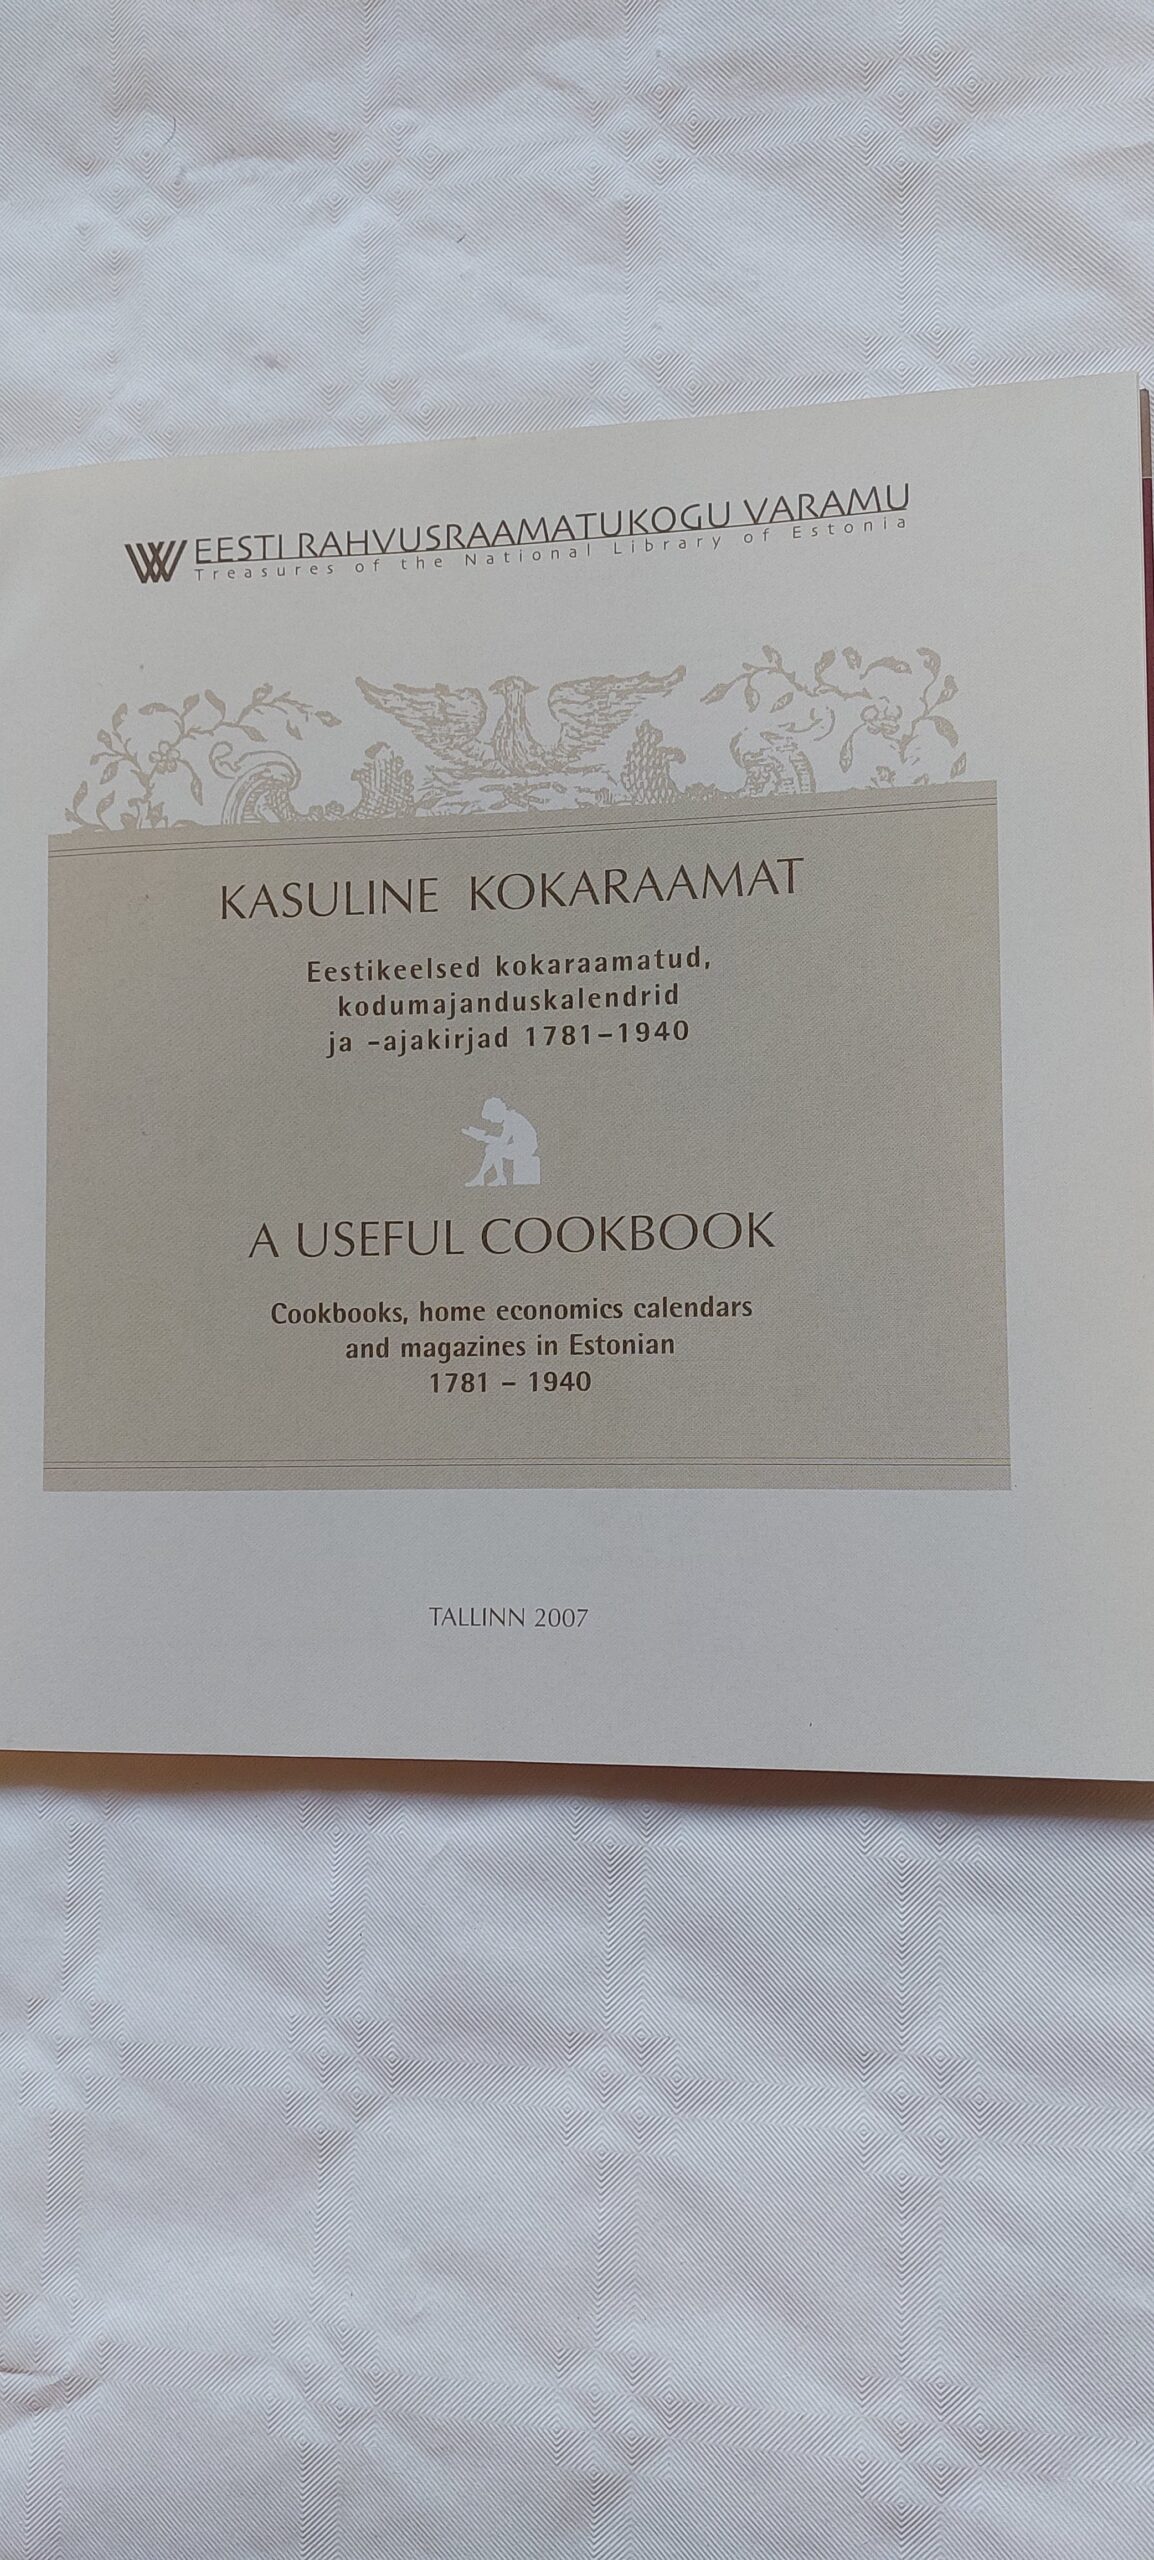 EESTI RAHVUSRAAMATUKOGU VARAMU
Treasures of the National Library of Estonia
KASULINE KOKARAAMAT
Eestikeelsed kokaraamatud,
kodumajanduskalendrid
ja -ajakirjad 1781–1940
A USEFUL COOKBOOK
Cookbooks, home economics calendars
and magazines in Estonian
1781 – 1940
TALLINN 2007